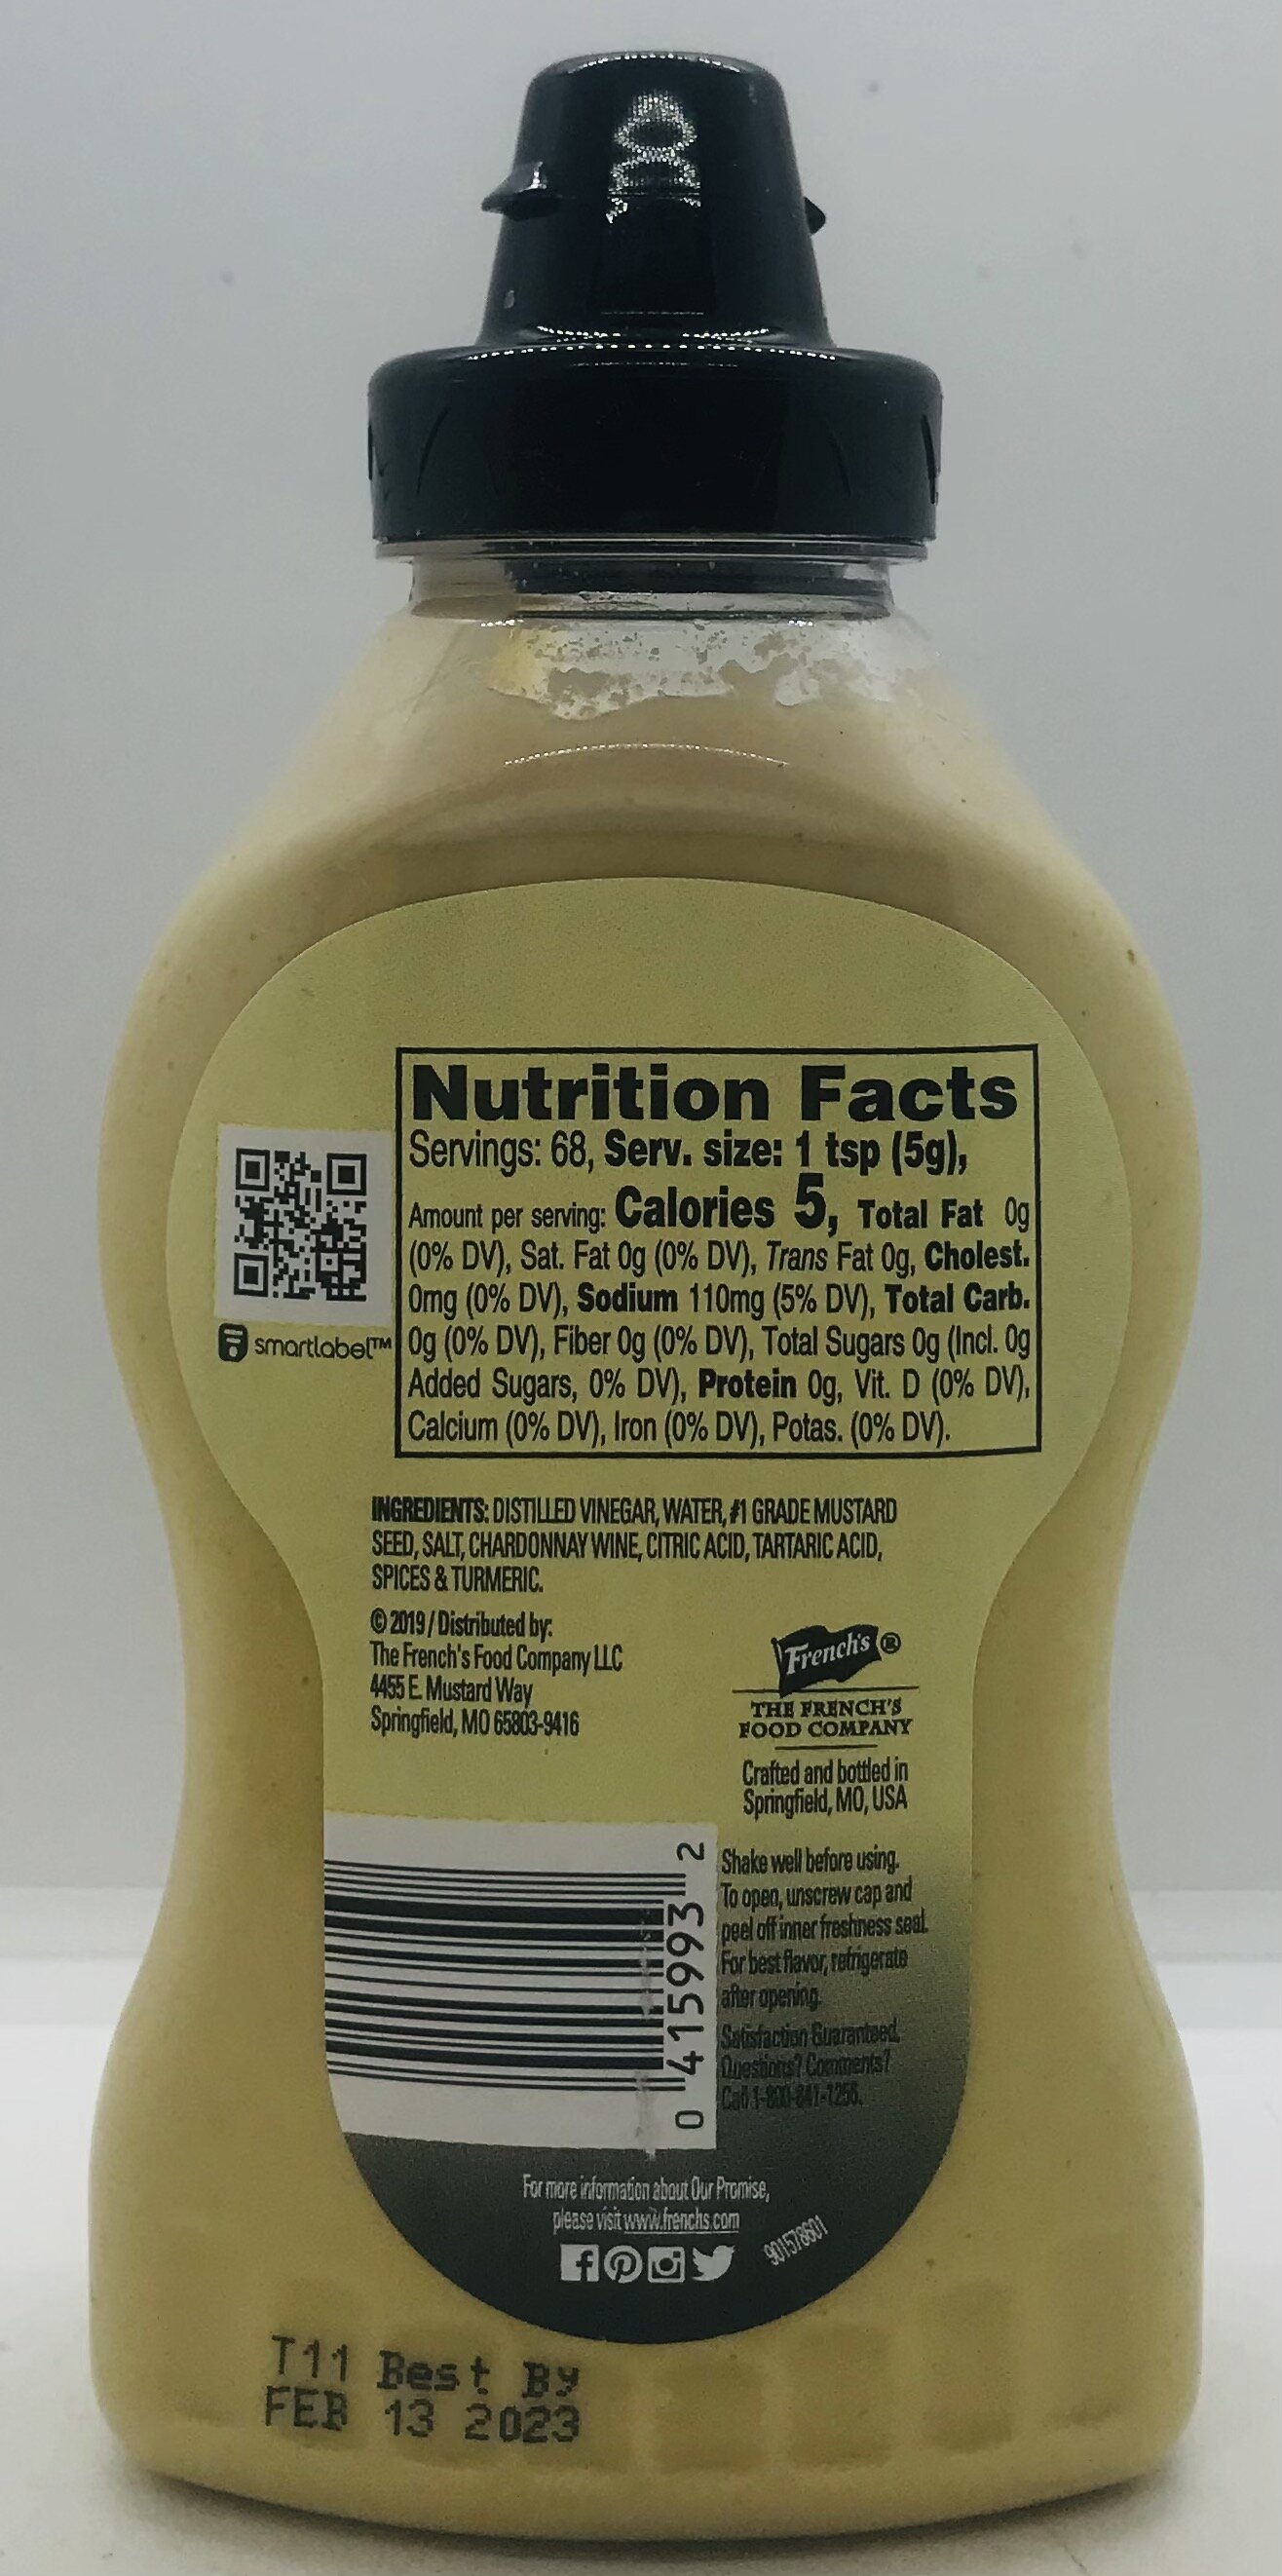 Nutrition Facts
Servings: 68, Serv. size: 1 tsp (5g),
Amount per serving: Calories 5, Total Fat 0g
(0% DV), Sat. Fat 0g (0% DV), Trans Fat 0g, Cholest.
0mg (0% DV), Sodium 110mg (5% DV), Total Carb.
0g (0% DV), Fiber 0g (0% DV), Total Sugars 0g (Incl. 0g
Added Sugars, 0% DV), Protein 0g, Vit. D (0% DV),
Calcium (0% DV), Iron (0% DV), Potas. (0% DV).
smartlabel™
INGREDIENTS: DISTILLED VINEGAR, WATER, #1 GRADE MUSTARD
SEED, SALT, CHARDONNAY WINE, CITRIC ACID, TARTARIC ACID,
SPICES & TURMERIC.
© 2019 / Distributed by:
The French's Food Company LLC
4455 E. Mustard Way
Springfield, MO 65803-9416
French's ®
THE FRENCH'S
FOOD COMPANY
Crafted and bottled in
Springfield, MO, USA
Shake well before using.
To open, unscrew cap and
peel off inner freshness seal.
For best flavor, refrigerate
after opening.
Satisfaction Guaranteed.
Questions? Comments?
Call 1-800-841-1256.
0 415993 2
For more information about Our Promise,
please visit www.frenchs.com
901578601
T11 Best By
FEB 13 2023